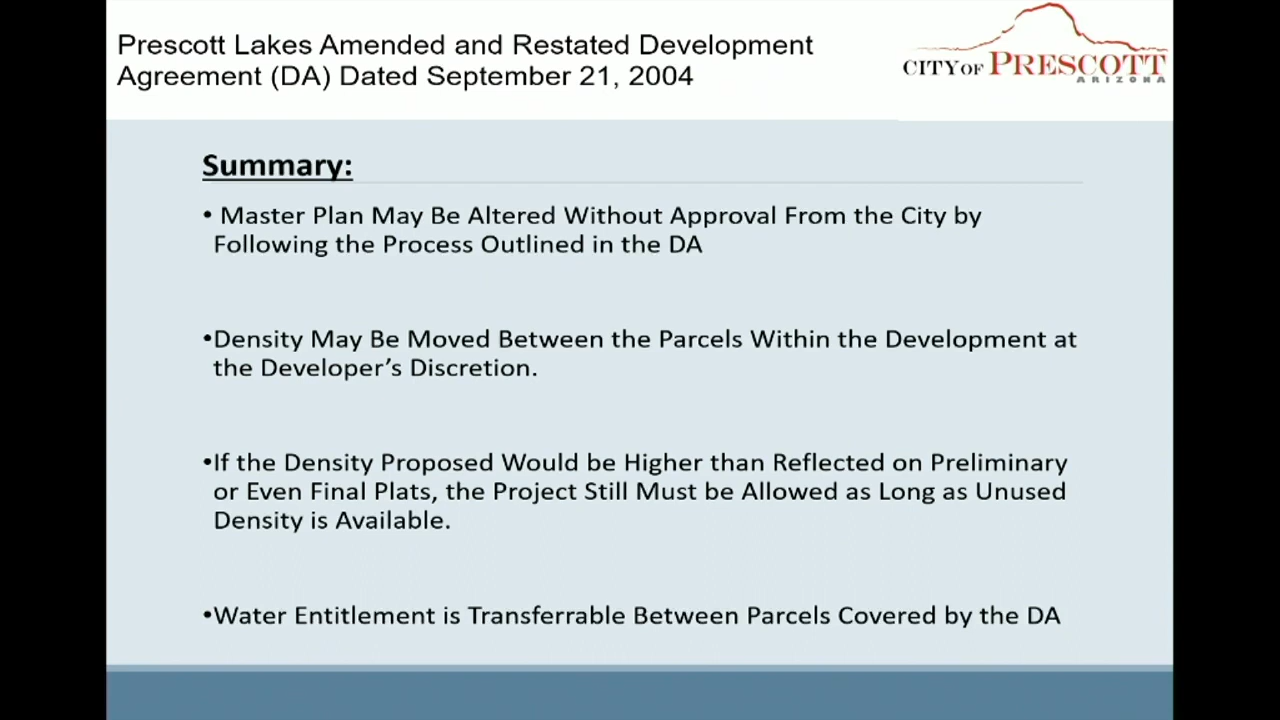 Prescott Lakes Amended and Restated Development
Agreement (DA) Dated September 21, 2004
CITY OF PRESCOTT
ARIZONA
Summary:
• Master Plan May Be Altered Without Approval From the City by
Following the Process Outlined in the DA
•Density May Be Moved Between the Parcels Within the Development at
the Developer’s Discretion.
•If the Density Proposed Would be Higher than Reflected on Preliminary
or Even Final Plats, the Project Still Must be Allowed as Long as Unused
Density is Available.
•Water Entitlement is Transferrable Between Parcels Covered by the DA